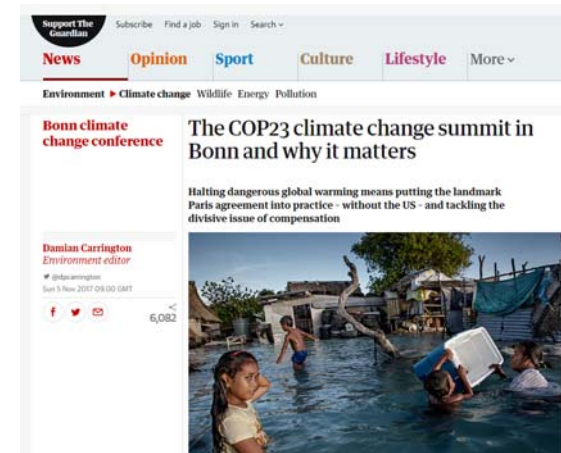 Support The
Guardian
Subscribe Find a job Sign in Search
News Opinion Sport Culture Lifestyle More
Environment Climate change Wildlife Energy Pollution
Bonn climate
change conference
The COP23 climate change summit in
Bonn and why it matters
Halting dangerous global warming means putting the landmark
Paris agreement into practice - without the US - and tackling the
divisive issue of compensation
Damian Carrington
Environment editor
@dpcarrington
Sun 5 Nov 2017 09.00 GMT
6,082